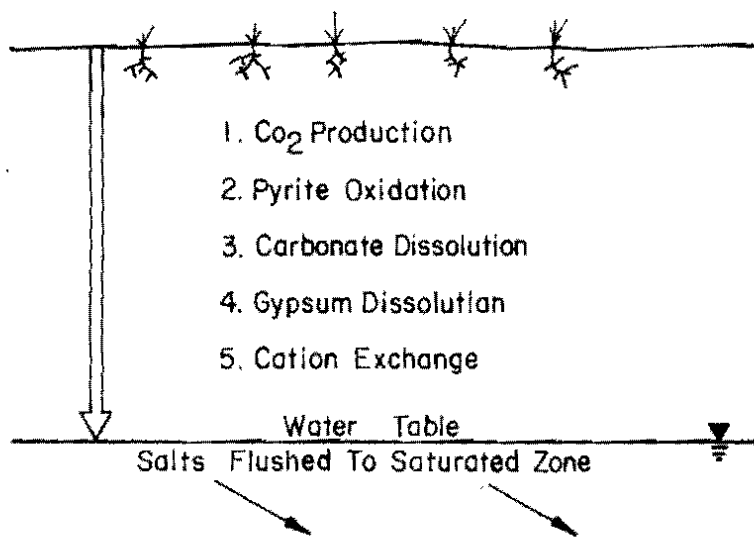 1. Co2 Production
2. Pyrite Oxidation
3. Carbonate Dissolution
4. Gypsum Dissolutian
5. Cation Exchange
Water Table
Salts Flushed To Saturated Zone